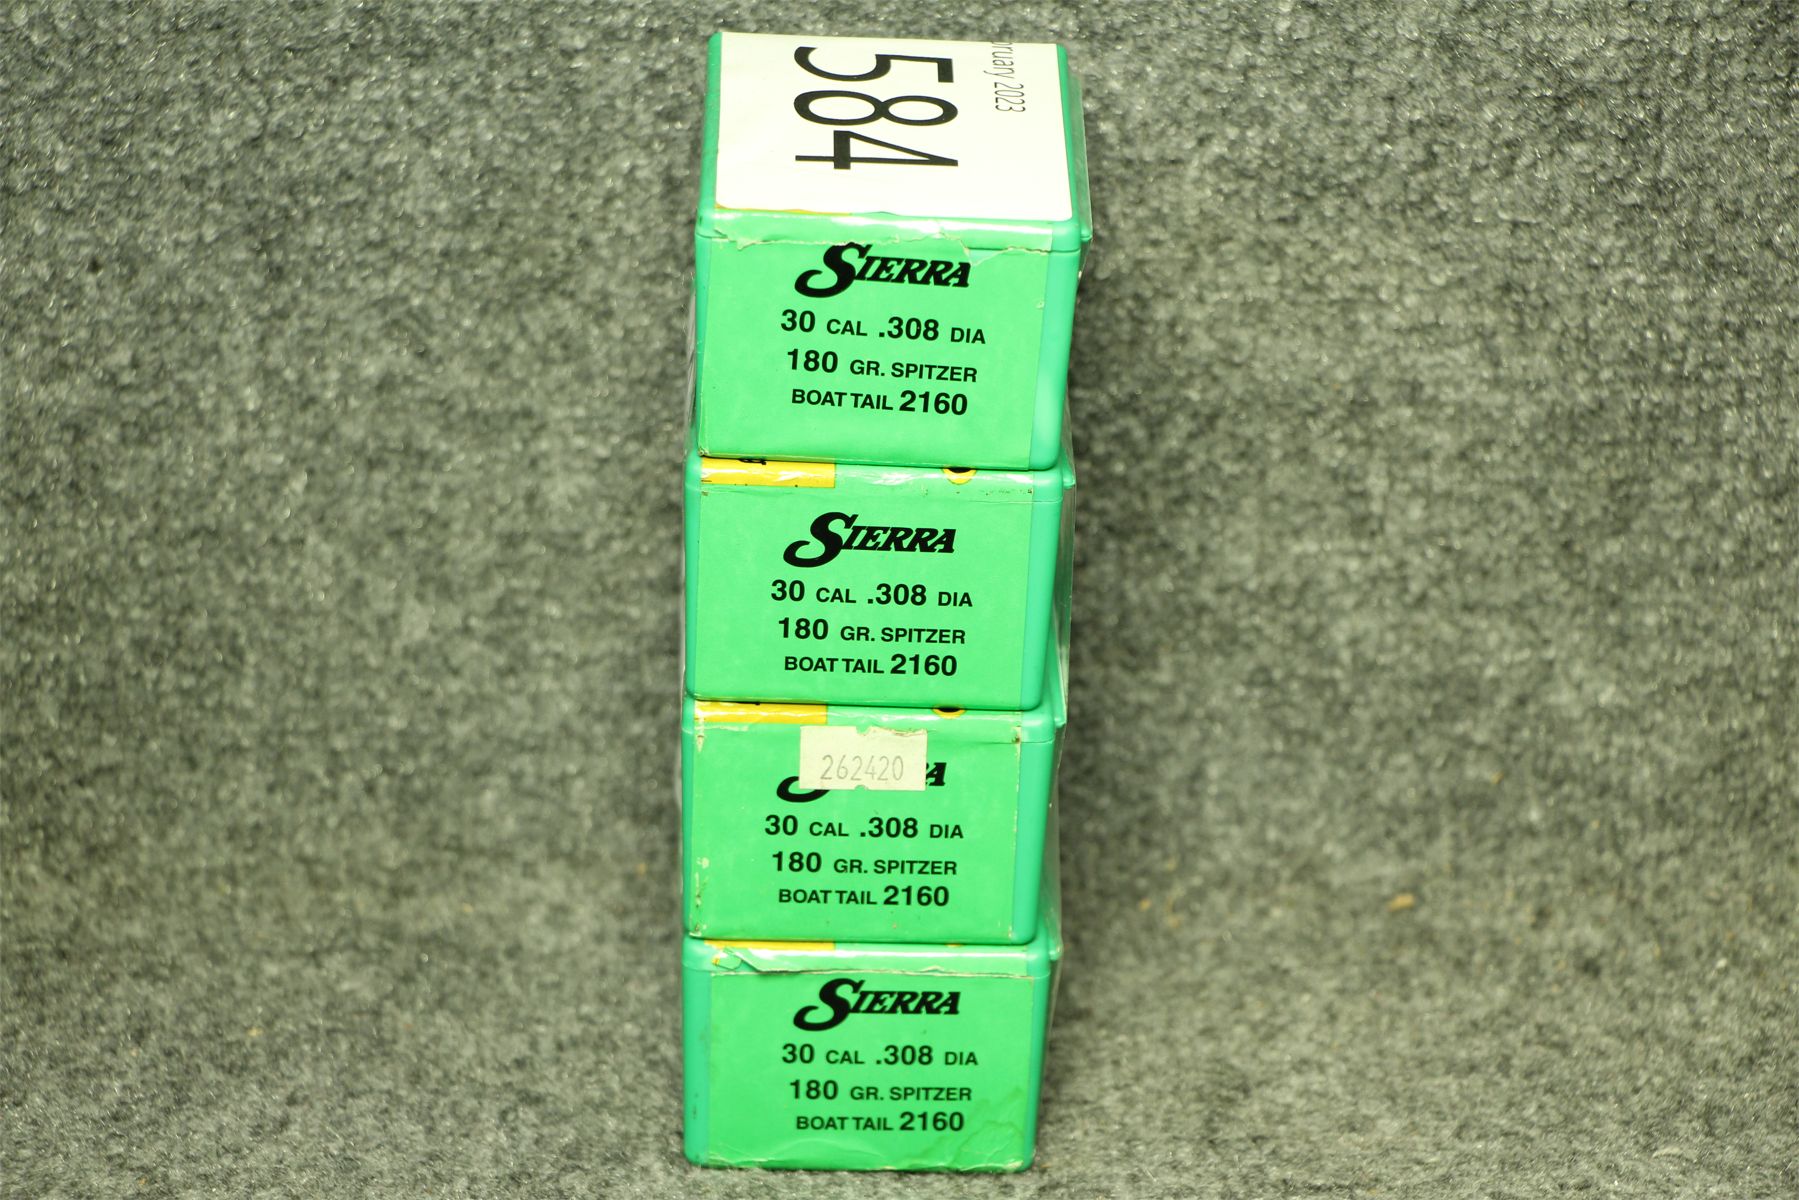 2023
584
SIERRA
30 CAL .308 DIA
180 GR. SPITZER
BOAT TAIL 2160
SIERRA
30 CAL .308 DIA
180 GR. SPITZER
BOAT TAIL 2160
262420
30 CAL .308 DIA
180 GR. SPITZER
BOAT TAIL 2160
SIERRA
30 CAL .308 DIA
180 GR. SPITZER
BOAT TAIL 2160